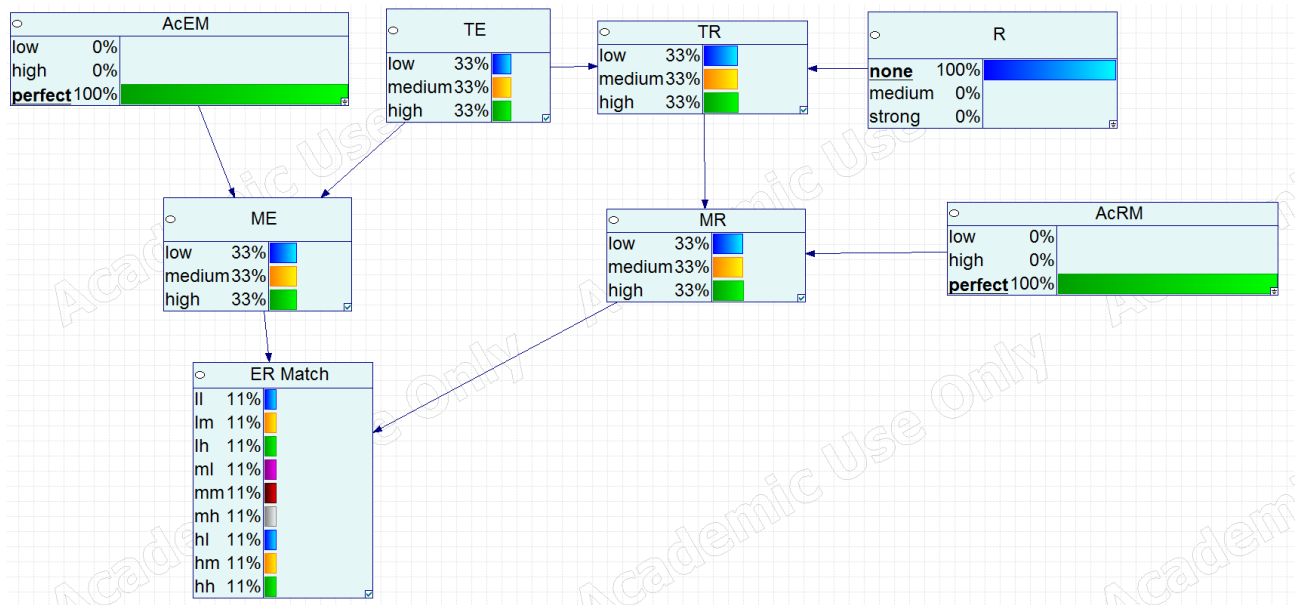 AcEM
low 0%
high 0%
perfect 100%
TE
low 33%
medium 33%
high 33%
TR
low 33%
medium 33%
high 33%
R
none 100%
medium 0%
strong 0%
ME
low 33%
medium 33%
high 33%
MR
low 33%
medium 33%
high 33%
AcRM
low 0%
high 0%
perfect 100%
ER Match
ll 11%
lm 11%
lh 11%
ml 11%
mm 11%
mh 11%
hl 11%
hm 11%
hh 11%
Academic Use Only
Academic Use Only
Academic Use Only
Academic Use Only
Academic
Academic